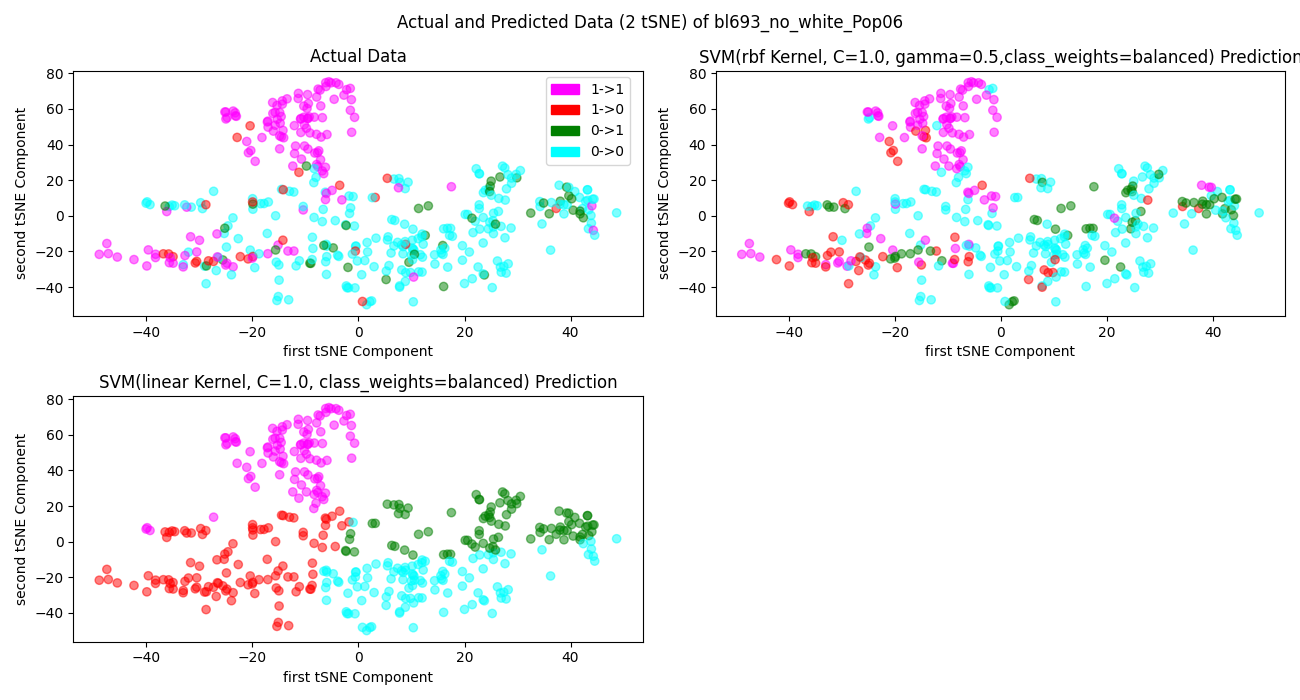 Actual and Predicted Data (2 tSNE) of bl693_no_white_Pop06
Actual Data
80
60
40
20
0
−20
−40
second tSNE Component
−40 −20 0 20 40
first tSNE Component
1->1
1->0
0->1
0->0
SVM(rbf Kernel, C=1.0, gamma=0.5,class_weights=balanced) Prediction
80
60
40
20
0
−20
−40
second tSNE Component
−40 −20 0 20 40
first tSNE Component
SVM(linear Kernel, C=1.0, class_weights=balanced) Prediction
80
60
40
20
0
−20
−40
second tSNE Component
−40 −20 0 20 40
first tSNE Component